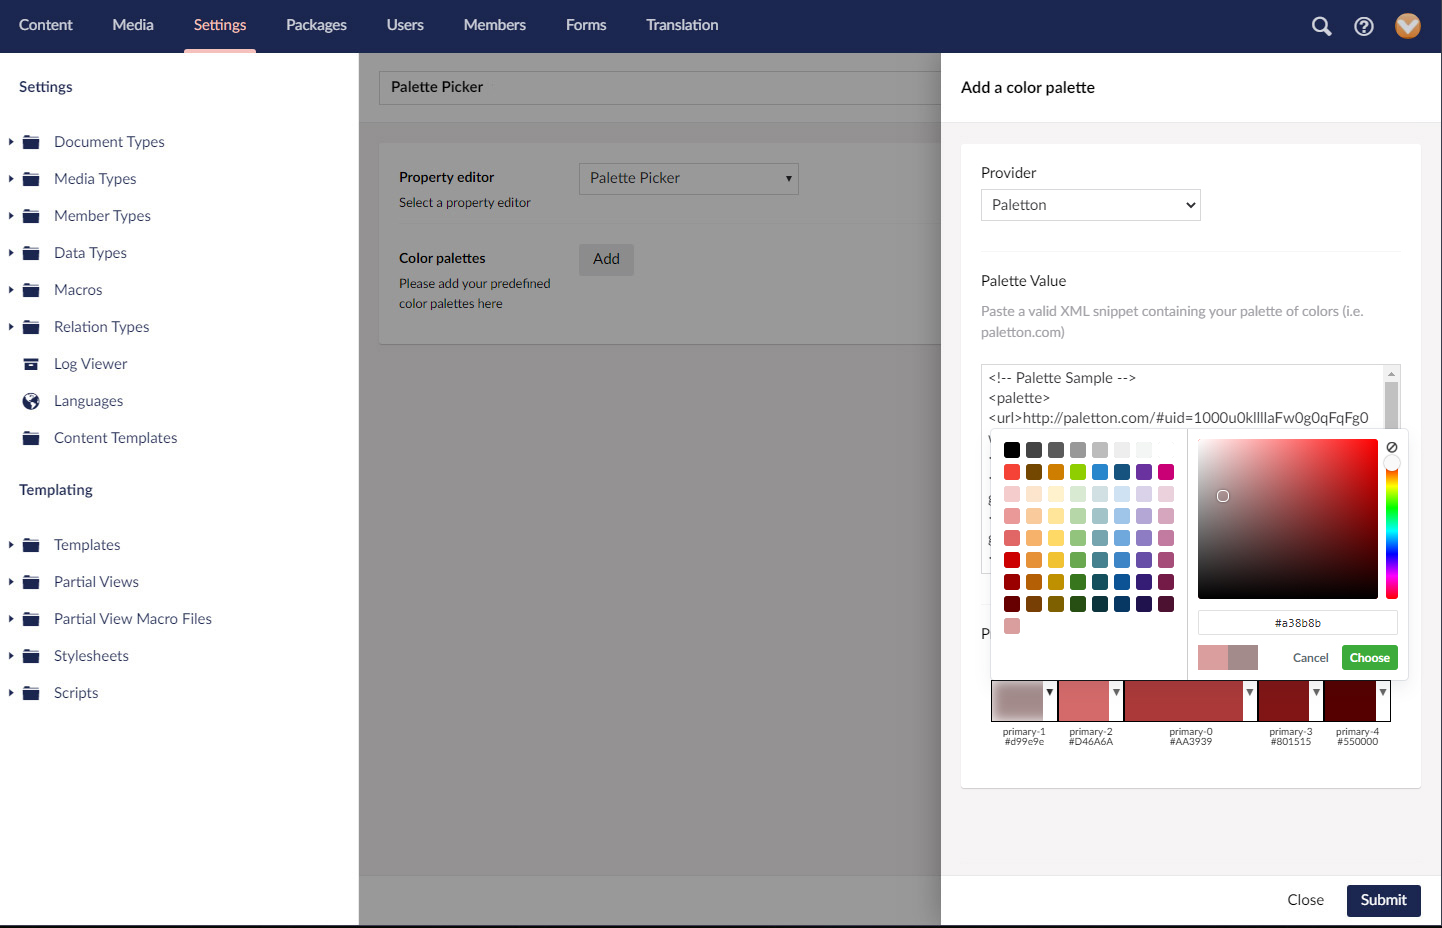 Content
Media
Settings
Packages
Users
Members
Forms
Translation
Settings
Document Types
Media Types
Member Types
Data Types
Macros
Relation Types
Log Viewer
Languages
Content Templates
Templating
Templates
Partial Views
Partial View Macro Files
Stylesheets
Scripts
Palette Picker
Property editor
Select a property editor
Palette Picker
Color palettes
Please add your predefined
color palettes here
Add
Add a color palette
Provider
Paletton
Palette Value
Paste a valid XML snippet containing your palette of colors (i.e.
paletton.com)
<!-- Palette Sample -->
<palette>
<url>http://paletton.com/#uid=1000u0kllllaFw0g0qFqFg0
#a38b8b
Cancel
Choose
P
primary-1
#d99e9e
primary-2
#D46A6A
primary-0
#AA3939
primary-3
#801515
primary-4
#550000
Close
Submit